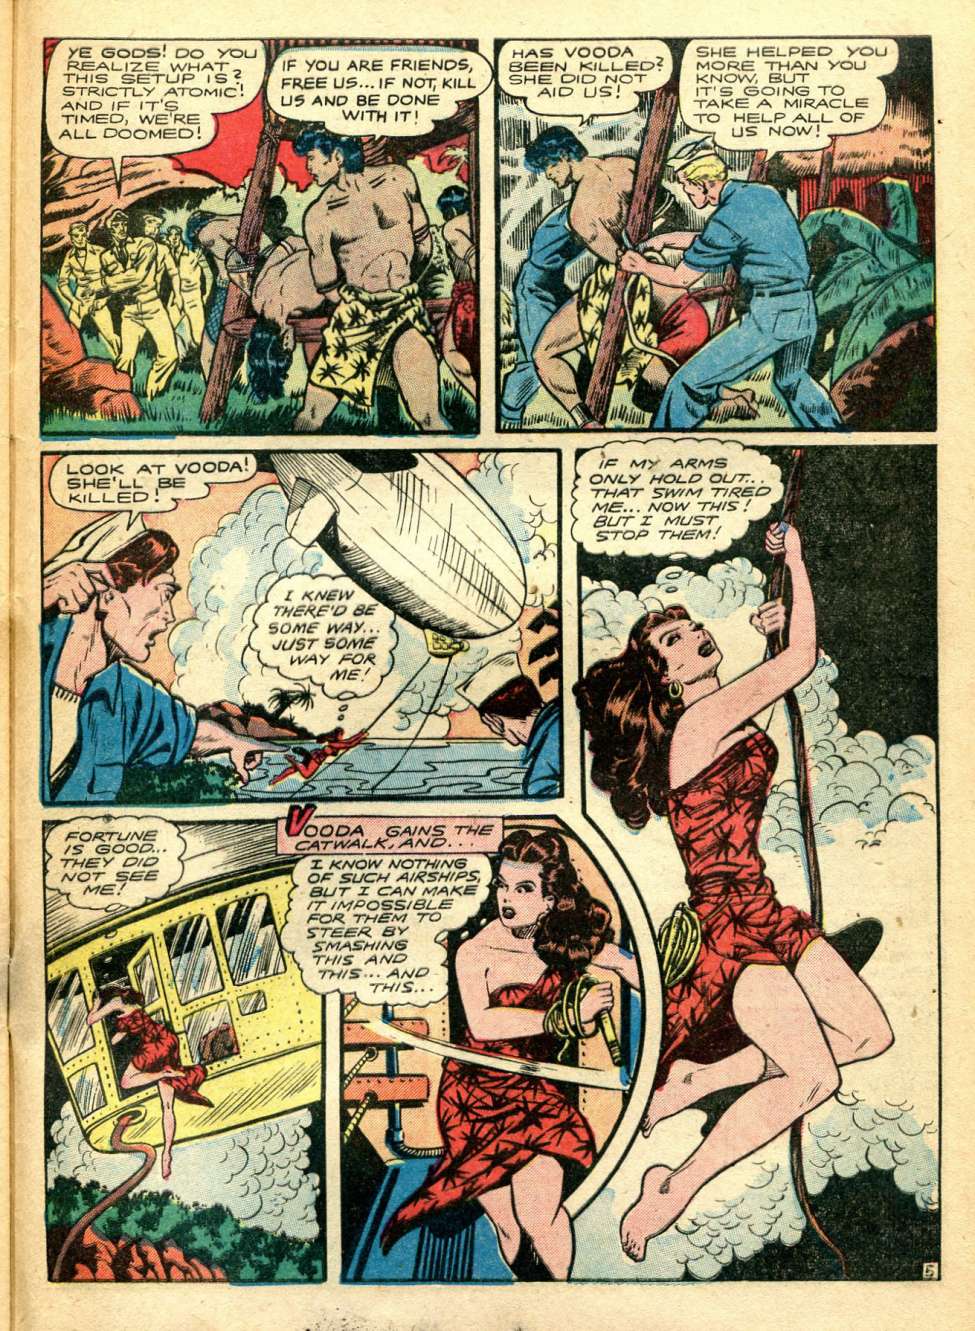 YE GODS! DO YOU
REALIZE WHAT
THIS SETUP IS?
STRICTLY ATOMIC!
AND IF IT'S
TIMED, WE'RE
ALL DOOMED!
IF YOU ARE FRIENDS,
FREE US... IF NOT, KILL
US AND BE DONE
WITH IT!
HAS VOODA
BEEN KILLED?
SHE DID NOT
AID US!
SHE HELPED YOU
MORE THAN YOU
KNOW, BUT
IT'S GOING TO
TAKE A MIRACLE
TO HELP ALL OF
US NOW!
LOOK AT VOODA!
SHE'LL BE
KILLED!
I KNEW
THERE'D BE
SOME WAY...
JUST SOME
WAY FOR
ME!
IF MY ARMS
ONLY HOLD OUT...
THAT SWIM TIRED
ME... NOW THIS!
BUT I MUST
STOP THEM!
FORTUNE
IS GOOD...
THEY DID
NOT SEE
ME!
VOODA GAINS THE
CATWALK, AND...
I KNOW NOTHING
OF SUCH AIRSHIPS,
BUT I CAN MAKE
IT IMPOSSIBLE
FOR THEM TO
STEER BY
SMASHING
THIS AND
THIS... AND
THIS...
5